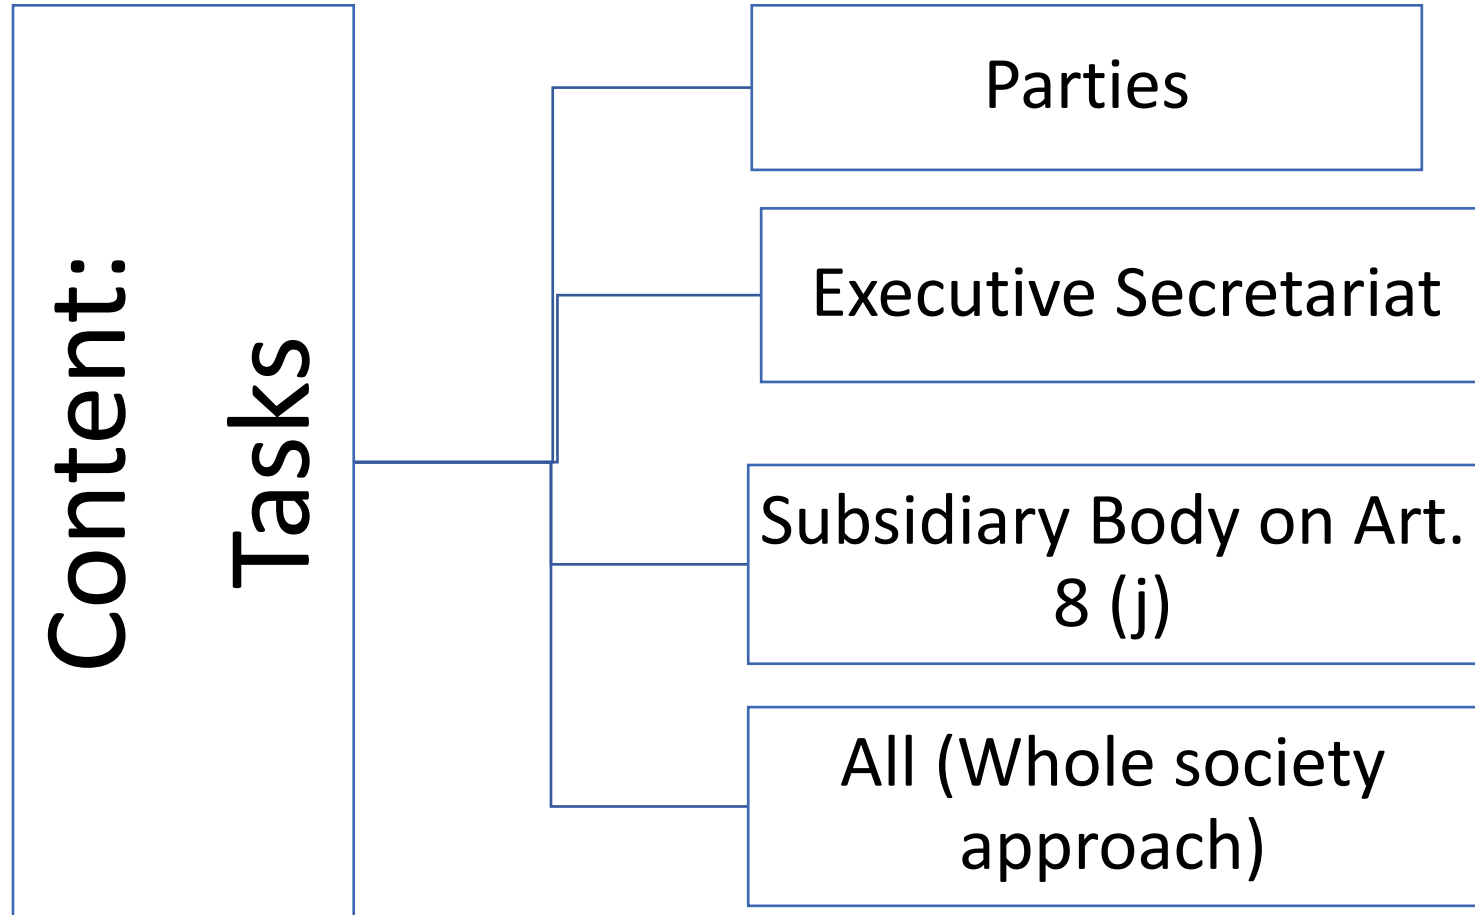 Content:
Tasks
Parties
Executive Secretariat
Subsidiary Body on Art.
8 (j)
All (Whole society
approach)